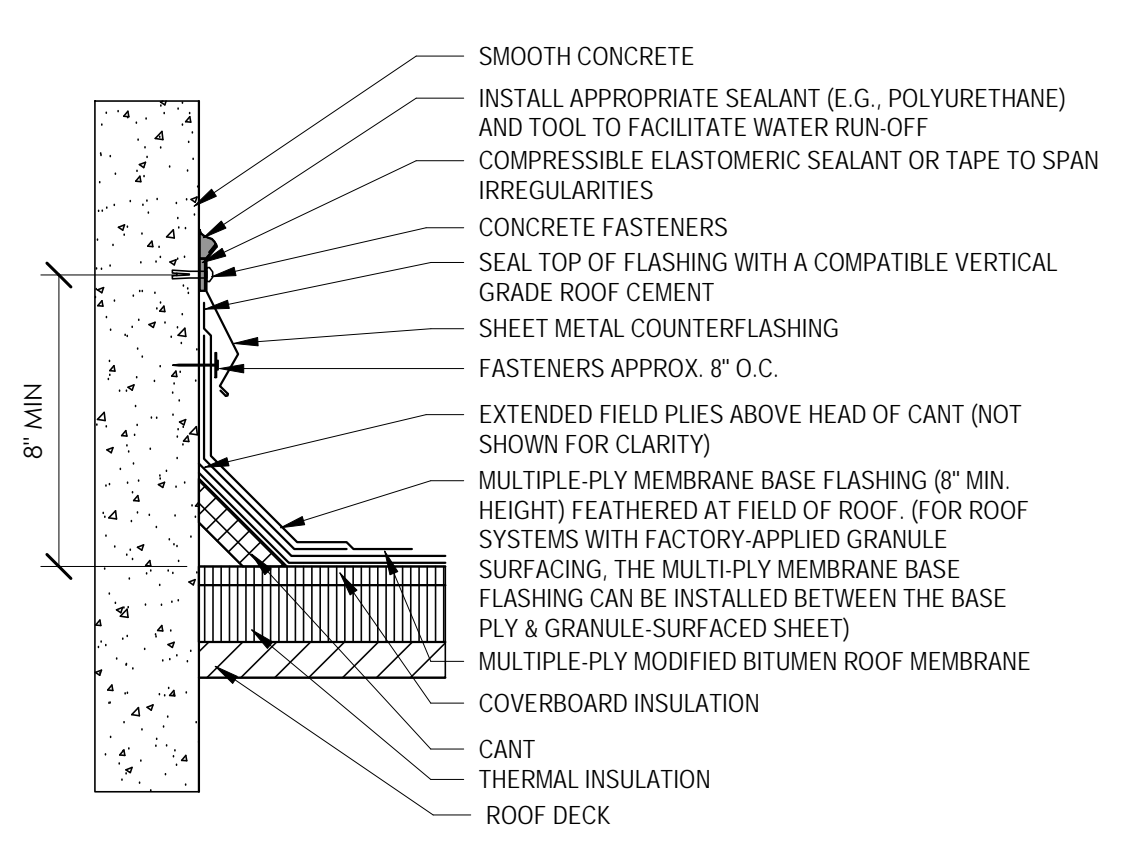 SMOOTH CONCRETE
INSTALL APPROPRIATE SEALANT (E.G., POLYURETHANE)
AND TOOL TO FACILITATE WATER RUN-OFF
COMPRESSIBLE ELASTOMERIC SEALANT OR TAPE TO SPAN
IRREGULARITIES
CONCRETE FASTENERS
SEAL TOP OF FLASHING WITH A COMPATIBLE VERTICAL
GRADE ROOF CEMENT
SHEET METAL COUNTERFLASHING
FASTENERS APPROX. 8" O.C.
8" MIN
EXTENDED FIELD PLIES ABOVE HEAD OF CANT (NOT
SHOWN FOR CLARITY)
MULTIPLE-PLY MEMBRANE BASE FLASHING (8" MIN.
HEIGHT) FEATHERED AT FIELD OF ROOF. (FOR ROOF
SYSTEMS WITH FACTORY-APPLIED GRANULE
SURFACING, THE MULTI-PLY MEMBRANE BASE
FLASHING CAN BE INSTALLED BETWEEN THE BASE
PLY & GRANULE-SURFACED SHEET)
MULTIPLE-PLY MODIFIED BITUMEN ROOF MEMBRANE
COVERBOARD INSULATION
CANT
THERMAL INSULATION
ROOF DECK